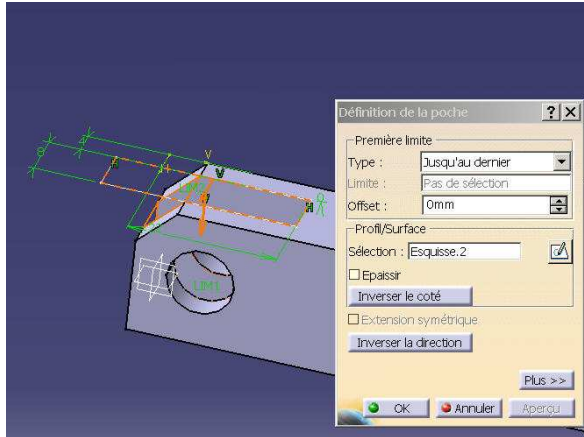 Définition de la poche
Première limite
Type : Jusqu'au dernier
Limite : Pas de sélection
Offset : 0mm
Profil/Surface
Sélection : Esquisse.2
Epaissir
Inverser le coté
Extension symétrique
Inverser la direction
Plus >>
OK Annuler Aperçu
V
V
H
H
LIM2
H
LIM1